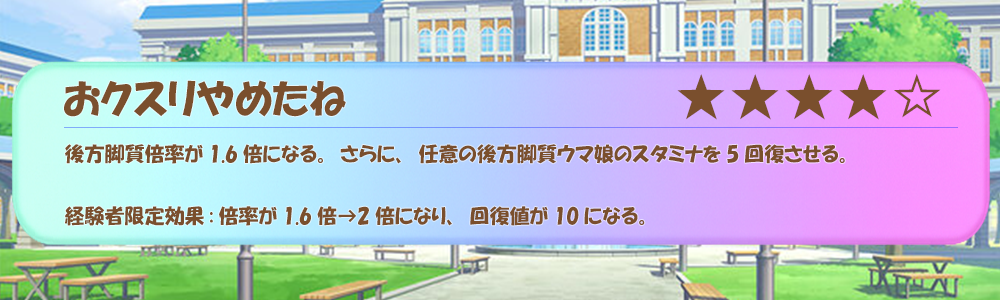 おクスリやめたね ★★★★☆
後方脚質倍率が 1.6 倍になる。さらに、任意の後方脚質ウマ娘のスタミナを 5 回復させる。
経験者限定効果：倍率が 1.6 倍→2 倍になり、回復値が 10 になる。